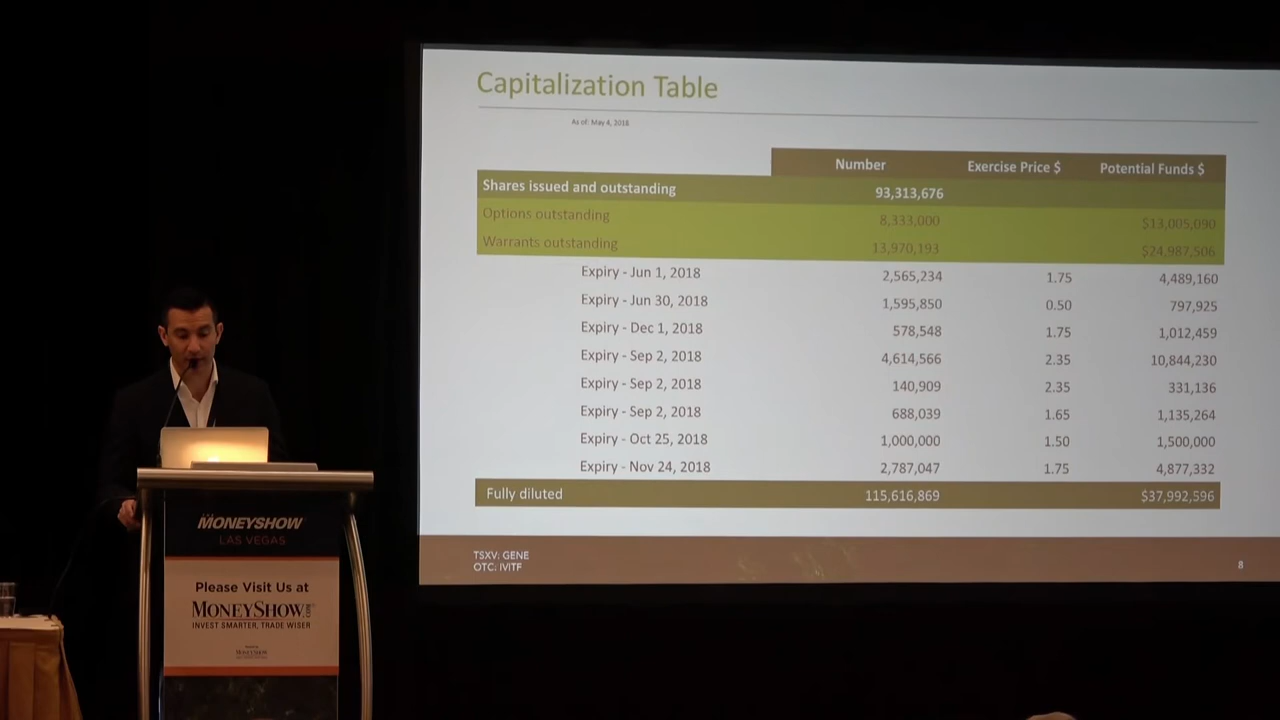 Capitalization Table
As of: May 4, 2018
Number Exercise Price $ Potential Funds $
Shares issued and outstanding 93,313,676
Options outstanding 8,333,000 $13,005,090
Warrants outstanding 13,970,193 $24,987,506
Expiry - Jun 1, 2018 2,565,234 1.75 4,489,160
Expiry - Jun 30, 2018 1,595,850 0.50 797,925
Expiry - Dec 1, 2018 578,548 1.75 1,012,459
Expiry - Sep 2, 2018 4,614,566 2.35 10,844,230
Expiry - Sep 2, 2018 140,909 2.35 331,136
Expiry - Sep 2, 2018 688,039 1.65 1,135,264
Expiry - Oct 25, 2018 1,000,000 1.50 1,500,000
Expiry - Nov 24, 2018 2,787,047 1.75 4,877,332
Fully diluted 115,616,869 $37,992,596
TSXV: GENE
OTC: IVITF
8
MONEYSHOW
LAS VEGAS
Please Visit Us at
MONEYSHOW.COM
INVEST SMARTER, TRADE WISER
MONEYSHOW